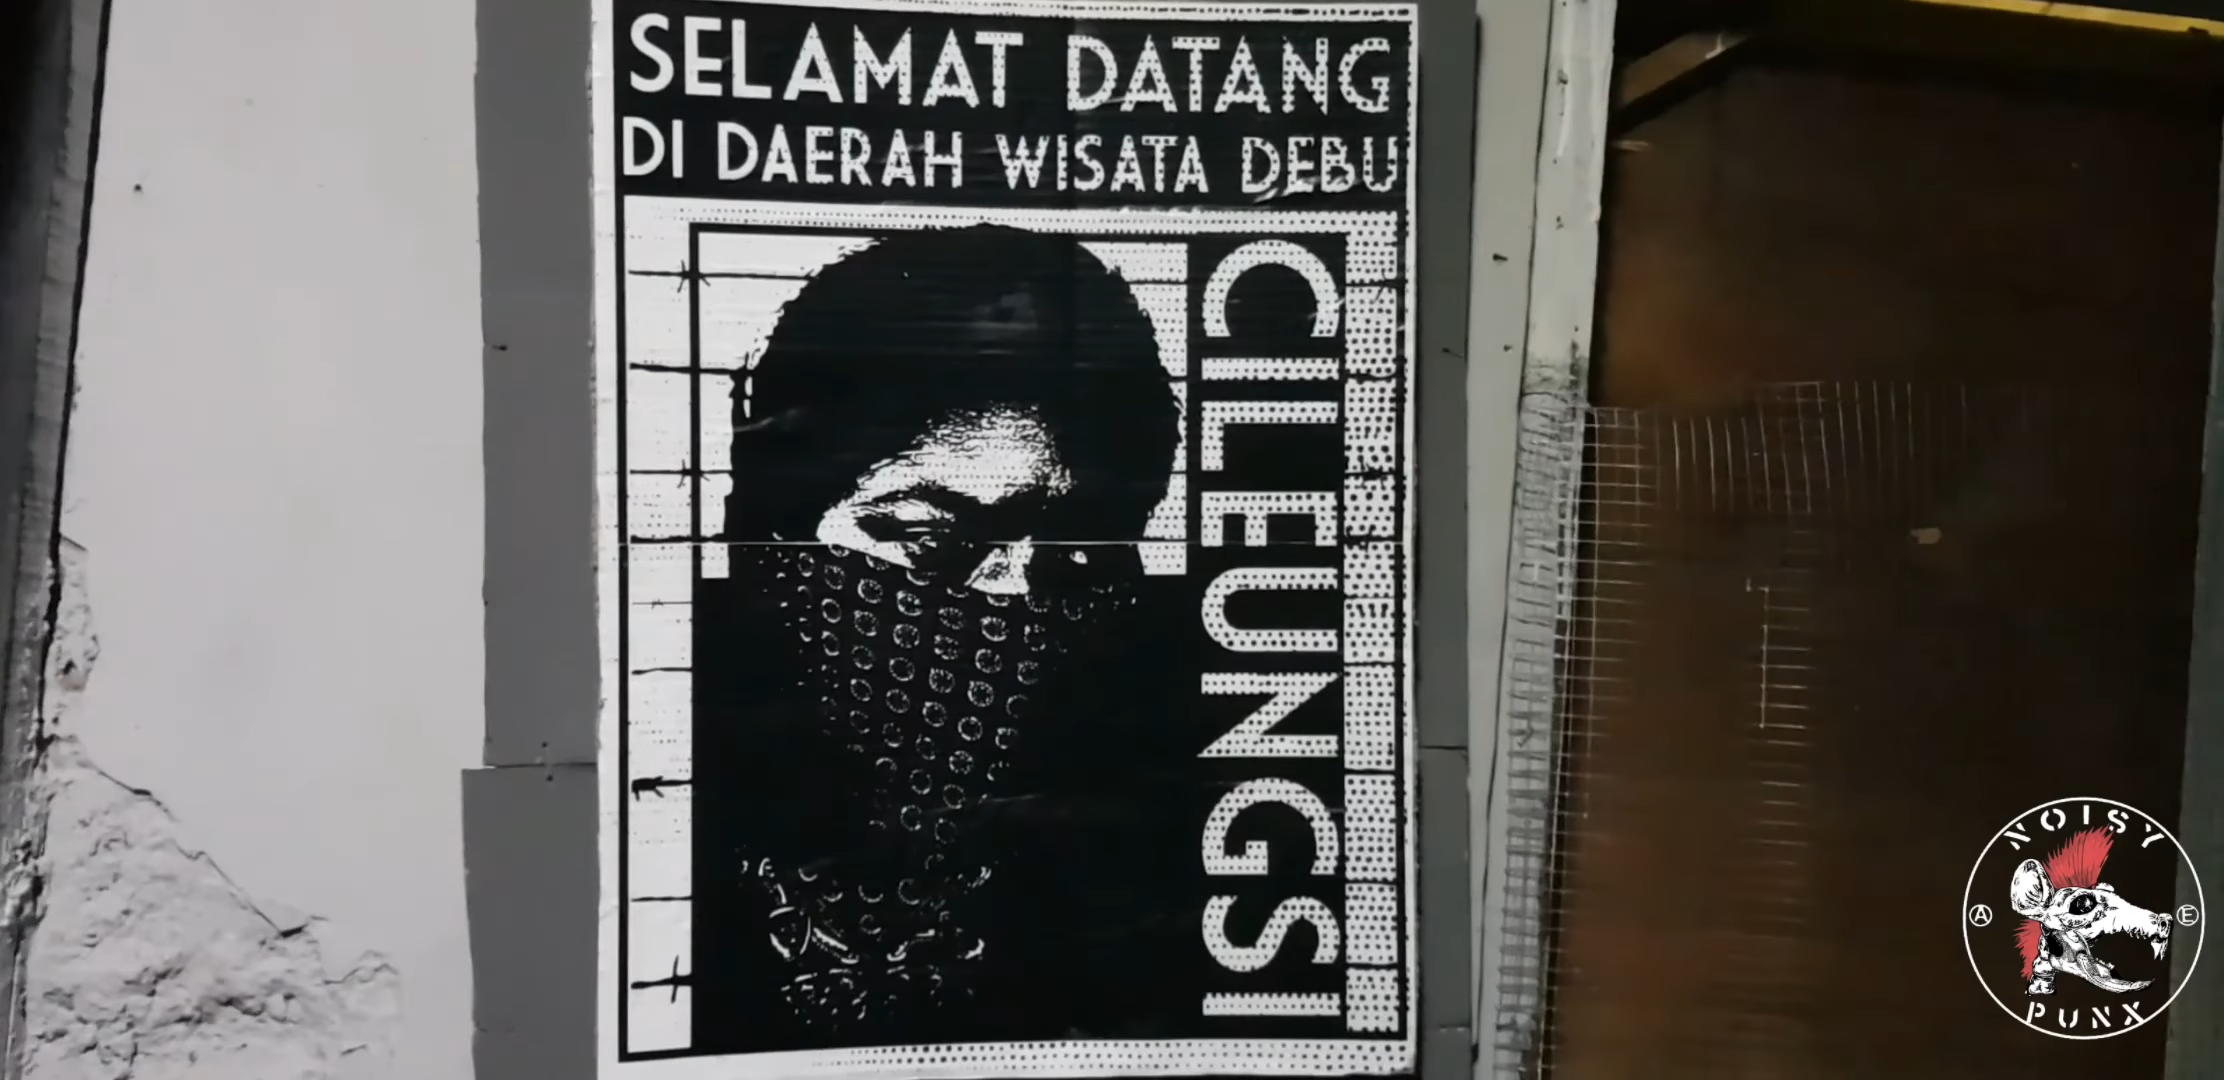 SELAMAT DATANG
DI DAERAH WISATA DEBU
CILEUNGSI
NOISY
A E
PUNX